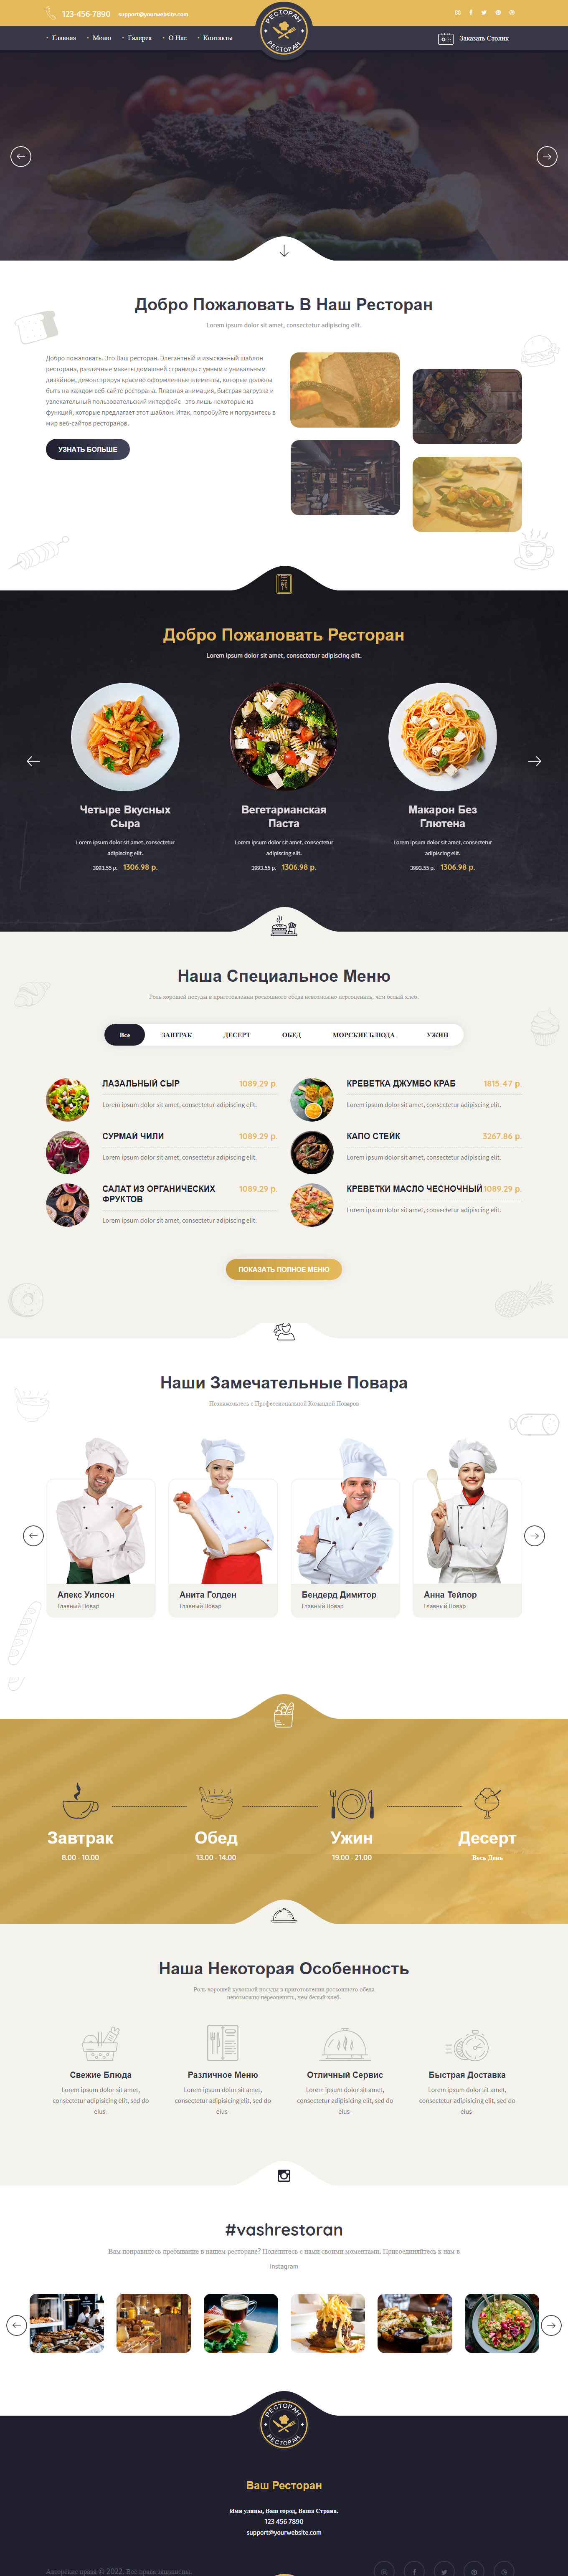 123-456-7890 support@yourwebsite.com
РЕСТОРАН
РЕСТОРАН
Главная Меню Галерея О Нас Контакты
Заказать Столик
Добро Пожаловать В Наш Ресторан
Lorem ipsum dolor sit amet, consectetur adipiscing elit.
Добро пожаловать. Это Ваш ресторан. Элегантный и изысканный шаблон
ресторана, различные макеты домашней страницы с умным и уникальным
дизайном, демонстрируя красиво оформленные элементы, которые должны
быть на каждом веб-сайте ресторана. Плавная анимация, быстрая загрузка и
увлекательный пользовательский интерфейс - это лишь некоторые из
функций, которые предлагает этот шаблон. Итак, попробуйте и погрузитесь в
мир веб-сайтов ресторанов.
УЗНАТЬ БОЛЬШЕ
Добро Пожаловать Ресторан
Lorem ipsum dolor sit amet, consectetur adipiscing elit.
Четыре Вкусных
Сыра
Lorem ipsum dolor sit amet, consectetur
adipiscing elit.
3993.55 р. 1306.98 р.
Вегетарианская
Паста
Lorem ipsum dolor sit amet, consectetur
adipiscing elit.
3993.55 р. 1306.98 р.
Макарон Без
Глютена
Lorem ipsum dolor sit amet, consectetur
adipiscing elit.
3993.55 р. 1306.98 р.
Наша Специальное Меню
Роль хорошей посуды в приготовлении роскошного обеда невозможно переоценить, чем белый хлеб.
Все ЗАВТРАК ДЕСЕРТ ОБЕД МОРСКИЕ БЛЮДА УЖИН
ЛАЗАЛЬНЫЙ СЫР 1089.29 р.
Lorem ipsum dolor sit amet, consectetur adipiscing elit.
КРЕВЕТКА ДЖУМБО КРАБ 1815.47 р.
Lorem ipsum dolor sit amet, consectetur adipiscing elit.
СУРМАЙ ЧИЛИ 1089.29 р.
Lorem ipsum dolor sit amet, consectetur adipiscing elit.
КАПО СТЕЙК 3267.86 р.
Lorem ipsum dolor sit amet, consectetur adipiscing elit.
САЛАТ ИЗ ОРГАНИЧЕСКИХ 1089.29 р.
ФРУКТОВ
Lorem ipsum dolor sit amet, consectetur adipiscing elit.
КРЕВЕТКИ МАСЛО ЧЕСНОЧНЫЙ 1089.29 р.
Lorem ipsum dolor sit amet, consectetur adipiscing elit.
ПОКАЗАТЬ ПОЛНОЕ МЕНЮ
Наши Замечательные Повара
Познакомьтесь с Профессиональной Командой Поваров
Алекс Уилсон
Главный Повар
Анита Голден
Главный Повар
Бендерд Димитор
Главный Повар
Анна Тейлор
Главный Повар
Завтрак
8.00 - 10.00
Обед
13.00 - 14.00
Ужин
19.00 - 21.00
Десерт
Весь День
Наша Некоторая Особенность
Роль хорошей кухонной посуды в приготовлении роскошного обеда
невозможно переоценить, чем белый хлеб.
Свежие Блюда
Lorem ipsum dolor sit amet,
consectetur adipisicing elit, sed do
eius-
Различное Меню
Lorem ipsum dolor sit amet,
consectetur adipisicing elit, sed do
eius-
Отличный Сервис
Lorem ipsum dolor sit amet,
consectetur adipisicing elit, sed do
eius-
Быстрая Доставка
Lorem ipsum dolor sit amet,
consectetur adipisicing elit, sed do
eius-
#vashrestoran
Вам понравилось пребывание в нашем ресторане? Поделитесь с нами своими моментами. Присоединяйтесь к нам в
Instagram
РЕСТОРАН
РЕСТОРАН
Ваш Ресторан
Имя улицы, Ваш город, Ваша Страна.
123 456 7890
support@yourwebsite.com
Авторские права © 2022. Все права защищены.